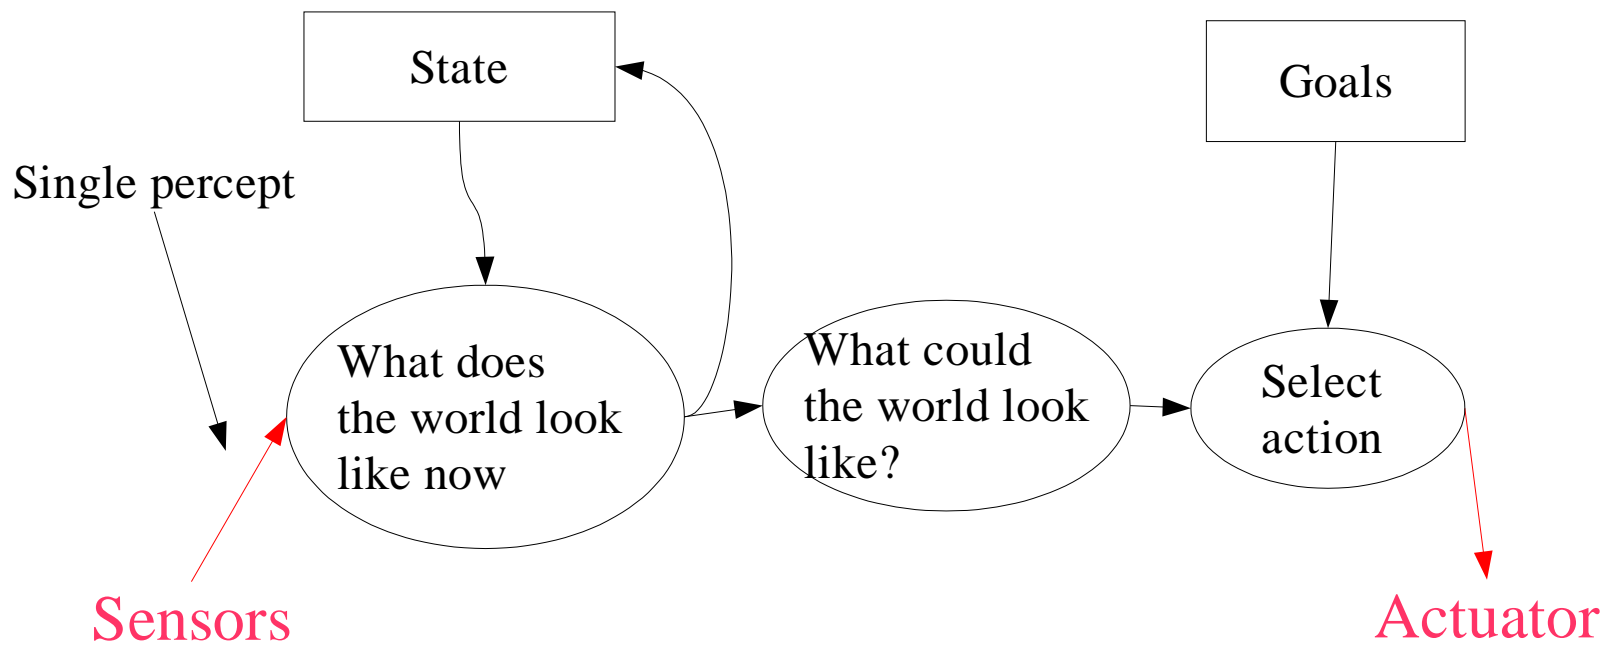 State
Goals
Single percept
What does
the world look
like now
What could
the world look
like?
Select
action
Sensors
Actuator